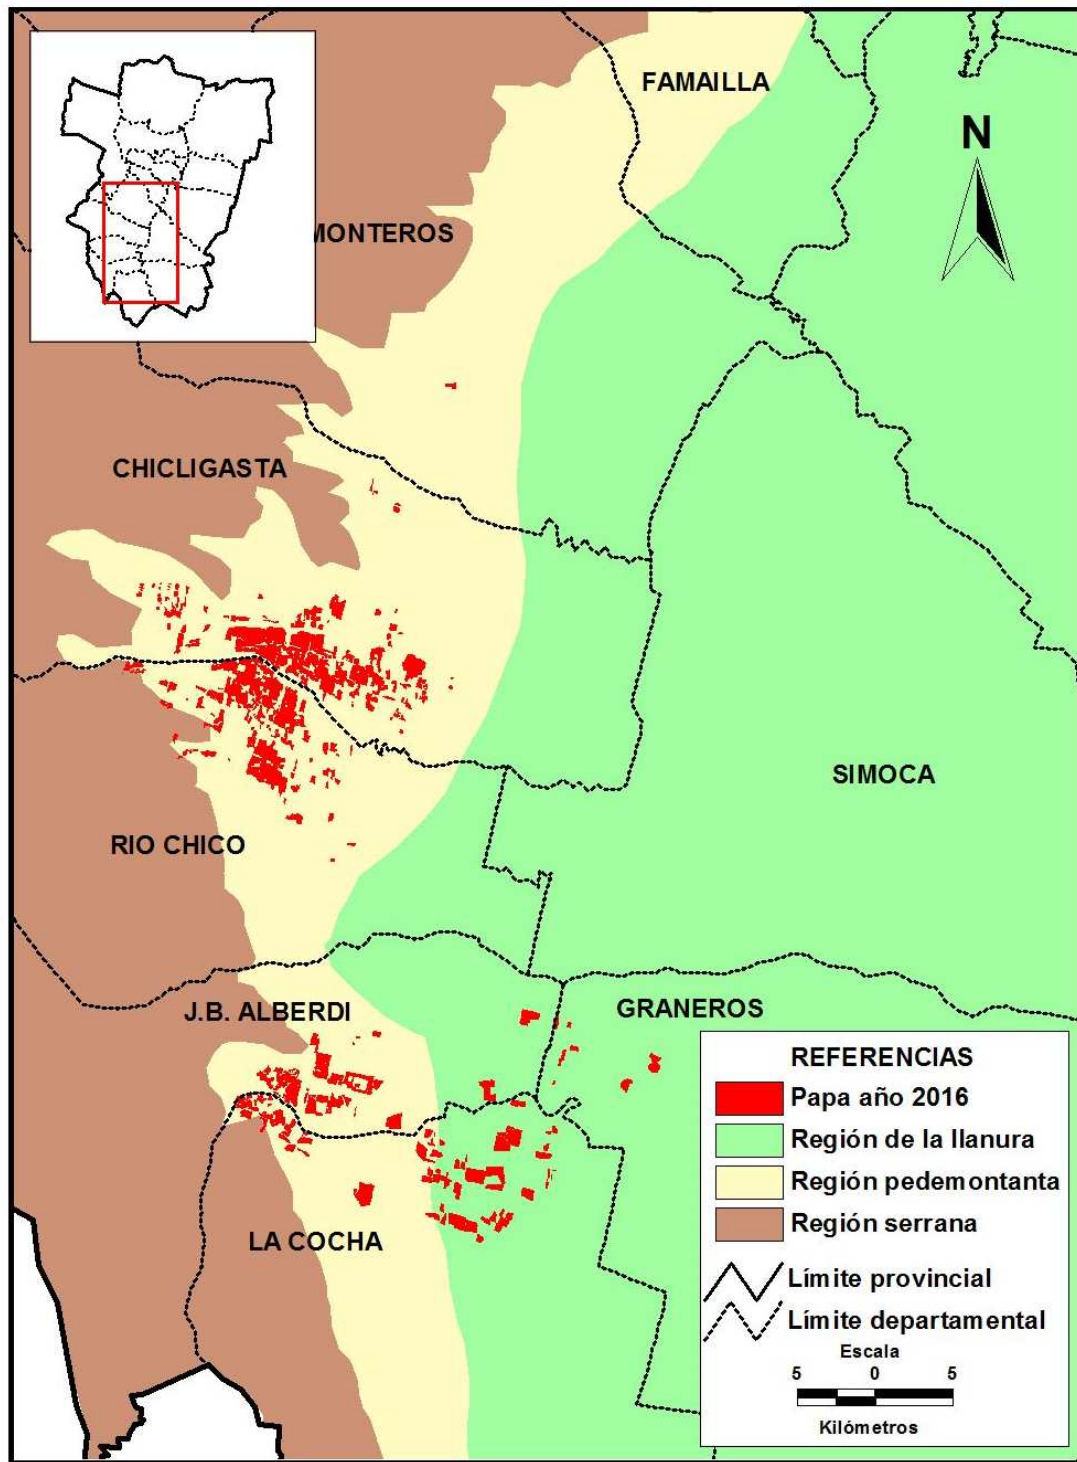 FAMAILLA
N
MONTEROS
CHICLIGASTA
SIMOCA
RIO CHICO
J.B. ALBERDI
GRANEROS
LA COCHA
REFERENCIAS
Papa año 2016
Región de la llanura
Región pedemontanta
Región serrana
Límite provincial
Límite departamental
Escala
5 0 5
Kilómetros